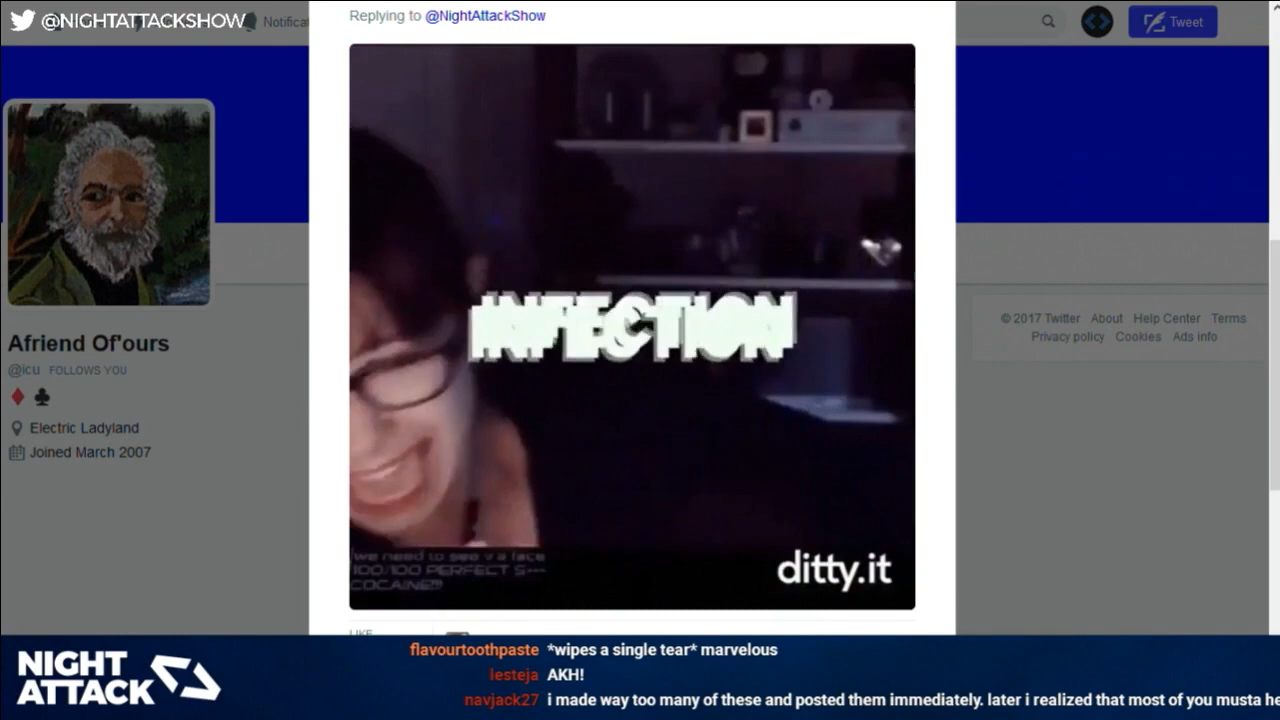 @NIGHTATTACKSHOW
Notificat
Tweet
Replying to @NightAttackShow
INFECTION
we need to see
100/100 PERFECT S---
COCAINE!!!
ditty.it
Afriend Of'ours
@icu FOLLOWS YOU
Electric Ladyland
Joined March 2007
© 2017 Twitter About Help Center Terms
Privacy policy Cookies Ads info
LIKE
NIGHT
ATTACK
flavourtoothpaste *wipes a single tear* marvelous
lesteja AKH!
navjack27 i made way too many of these and posted them immediately. later i realized that most of you musta he